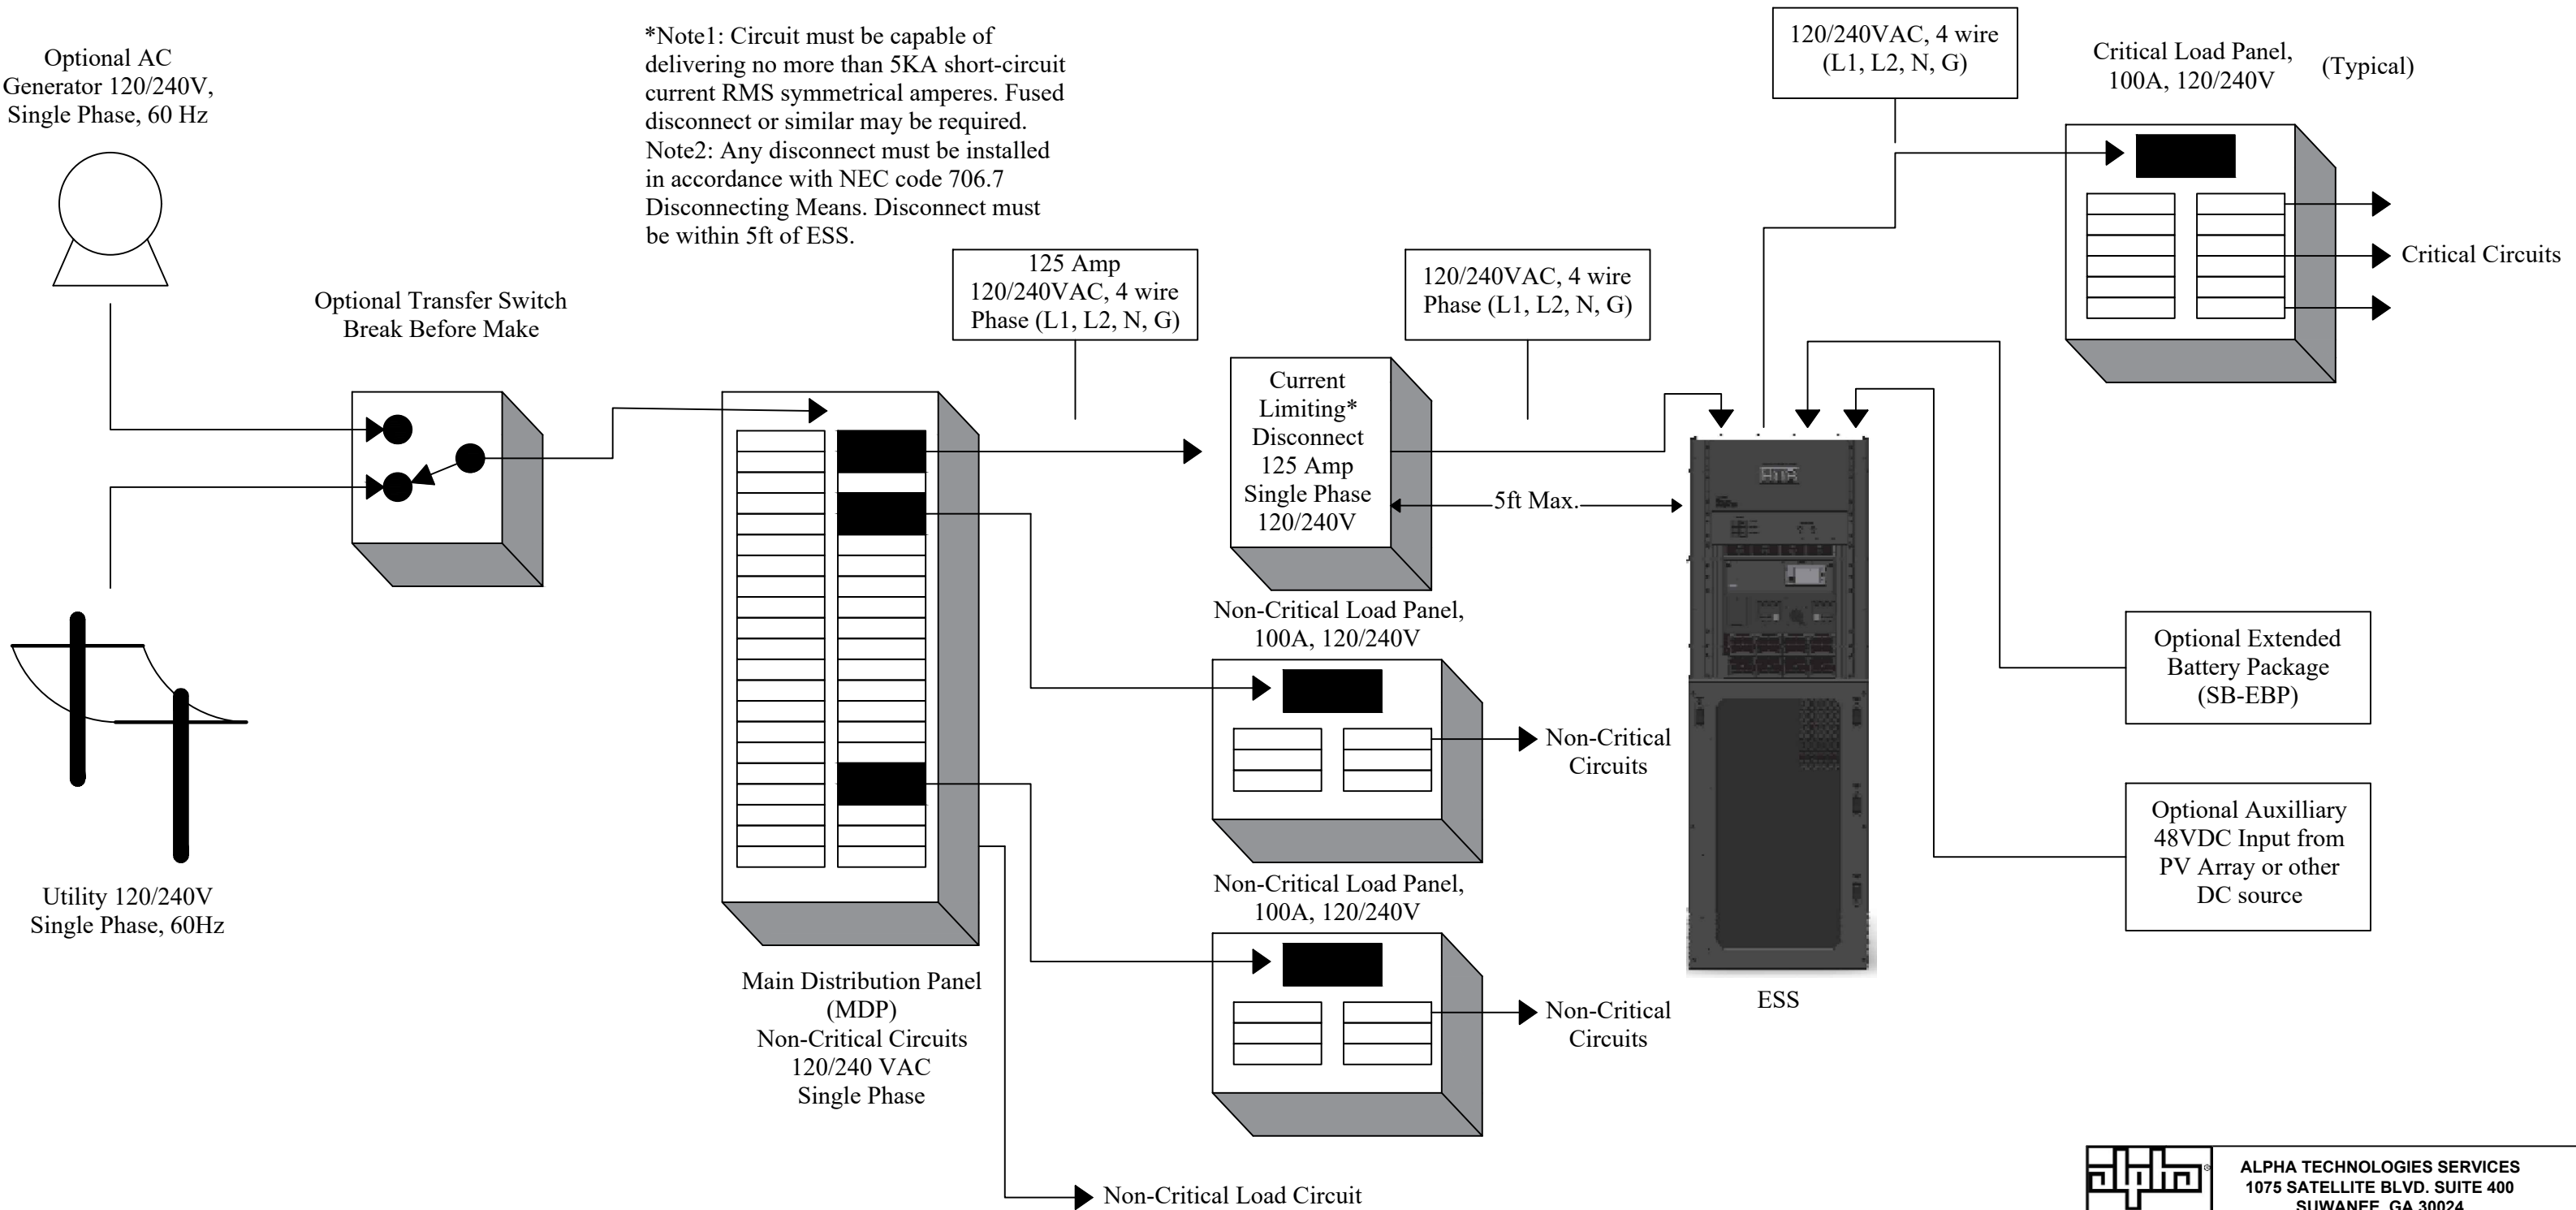 Optional AC
Generator 120/240V,
Single Phase, 60 Hz
*Note1: Circuit must be capable of
delivering no more than 5KA short-circuit
current RMS symmetrical amperes. Fused
disconnect or similar may be required.
Note2: Any disconnect must be installed
in accordance with NEC code 706.7
Disconnecting Means. Disconnect must
be within 5ft of ESS.
120/240VAC, 4 wire
(L1, L2, N, G)
Critical Load Panel,
100A, 120/240V
(Typical)
Critical Circuits
Optional Transfer Switch
Break Before Make
125 Amp
120/240VAC, 4 wire
Phase (L1, L2, N, G)
120/240VAC, 4 wire
Phase (L1, L2, N, G)
Current
Limiting*
Disconnect
125 Amp
Single Phase
120/240V
5ft Max.
Non-Critical Load Panel,
100A, 120/240V
Non-Critical
Circuits
Optional Extended
Battery Package
(SB-EBP)
Optional Auxilliary
48VDC Input from
PV Array or other
DC source
Utility 120/240V
Single Phase, 60Hz
Non-Critical Load Panel,
100A, 120/240V
Non-Critical
Circuits
Main Distribution Panel
(MDP)
Non-Critical Circuits
120/240 VAC
Single Phase
ESS
Non-Critical Load Circuit
alpha
ALPHA TECHNOLOGIES SERVICES
1075 SATELLITE BLVD. SUITE 400
SUWANEE, GA 30024